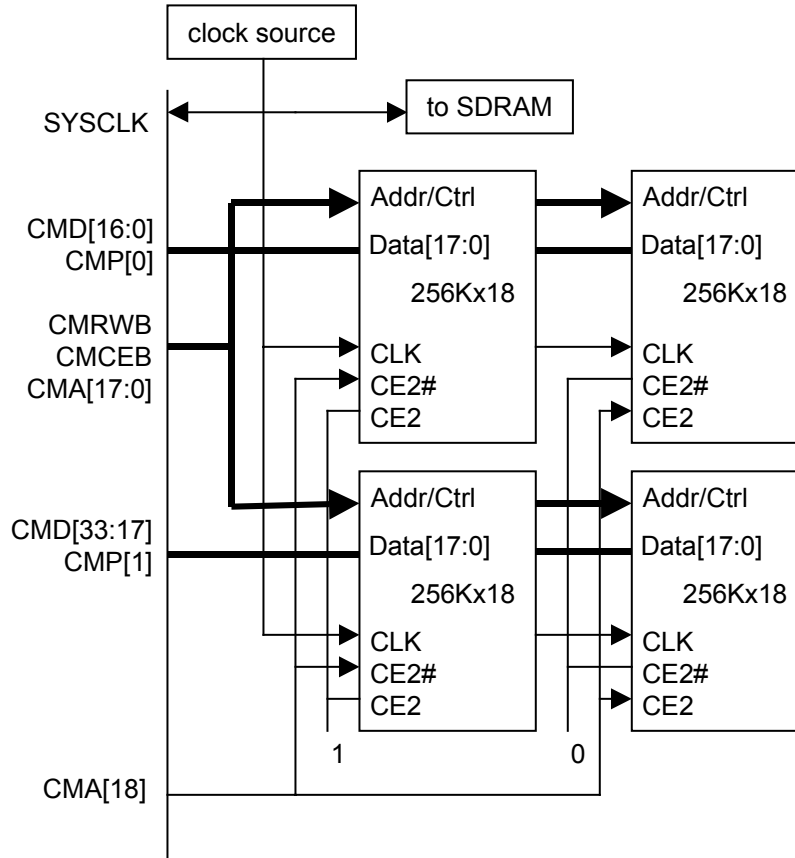 clock source
SYSCLK
to SDRAM
CMD[16:0]
CMP[0]
CMRWB
CMCEB
CMA[17:0]
Addr/Ctrl
Data[17:0]
256Kx18
CLK
CE2#
CE2
Addr/Ctrl
Data[17:0]
256Kx18
CLK
CE2#
CE2
CMD[33:17]
CMP[1]
Addr/Ctrl
Data[17:0]
256Kx18
CLK
CE2#
CE2
Addr/Ctrl
Data[17:0]
256Kx18
CLK
CE2#
CE2
1
0
CMA[18]